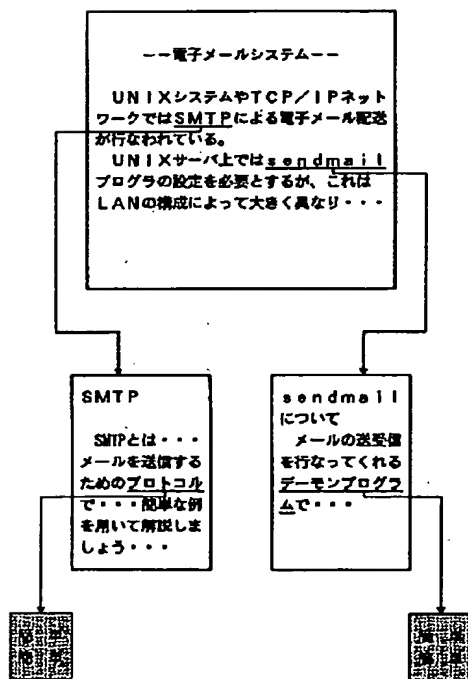 ーー電子メールシステムーー
UNIXシステムやTCP/IPネット
ワークではSMTPによる電子メール配送
が行なわれている。
UNIXサーバ上ではsendmail
プログラの設定を必要とするが、これは
LANの構成によって大きく異なり・・・
SMTP
SMTPとは・・・
メールを送信する
ためのプロトコル
で・・・簡単な例
を用いて解説しま
しょう・・・
sendmail
について
メールの送受信
を行なってくれる
デーモンプログラ
ムで・・・